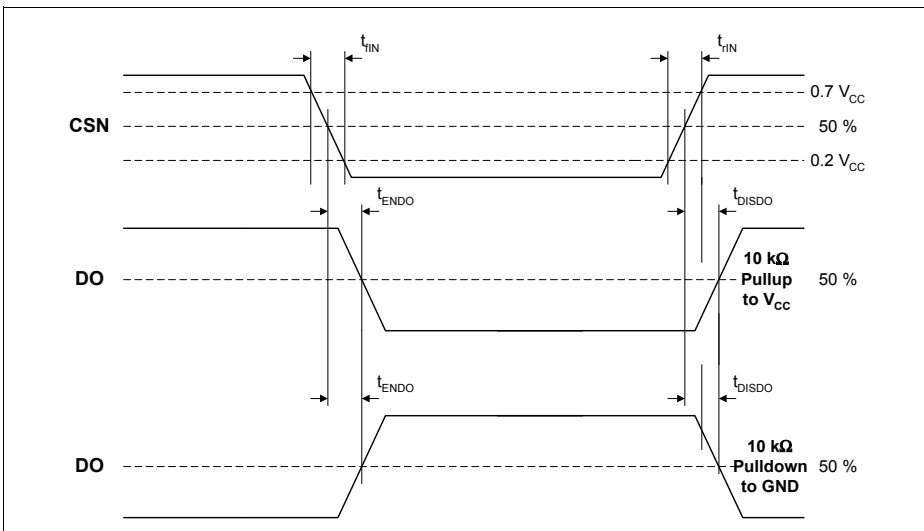 t_fIN t_rIN
0.7 V_CC
CSN 50 %
0.2 V_CC
t_ENDO t_DISDO
DO 10 kΩ
Pullup
to V_CC
50 %
t_ENDO t_DISDO
DO 10 kΩ
Pulldown
to GND
50 %